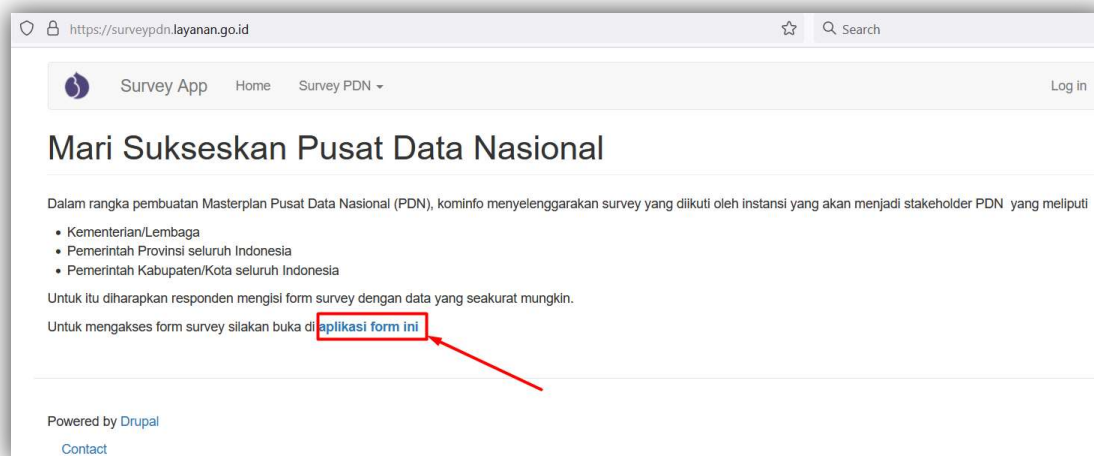 https://surveypdn.layanan.go.id
Search
Survey App Home Survey PDN
Log in
Mari Sukseskan Pusat Data Nasional
Dalam rangka pembuatan Masterplan Pusat Data Nasional (PDN), kominfo menyelenggarakan survey yang diikuti oleh instansi yang akan menjadi stakeholder PDN yang meliputi
• Kementerian/Lembaga
• Pemerintah Provinsi seluruh Indonesia
• Pemerintah Kabupaten/Kota seluruh Indonesia
Untuk itu diharapkan responden mengisi form survey dengan data yang seakurat mungkin.
Untuk mengakses form survey silakan buka di aplikasi form ini
Powered by Drupal
Contact